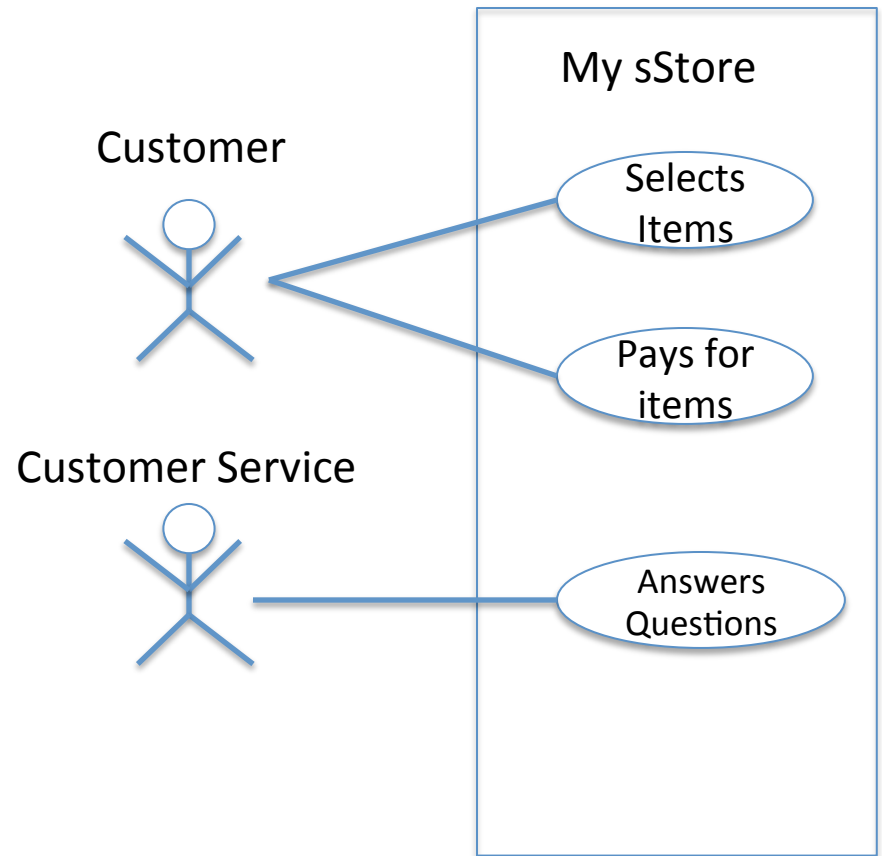 My sStore
Customer
Selects
Items
Pays for
items
Customer Service
Answers
Questions